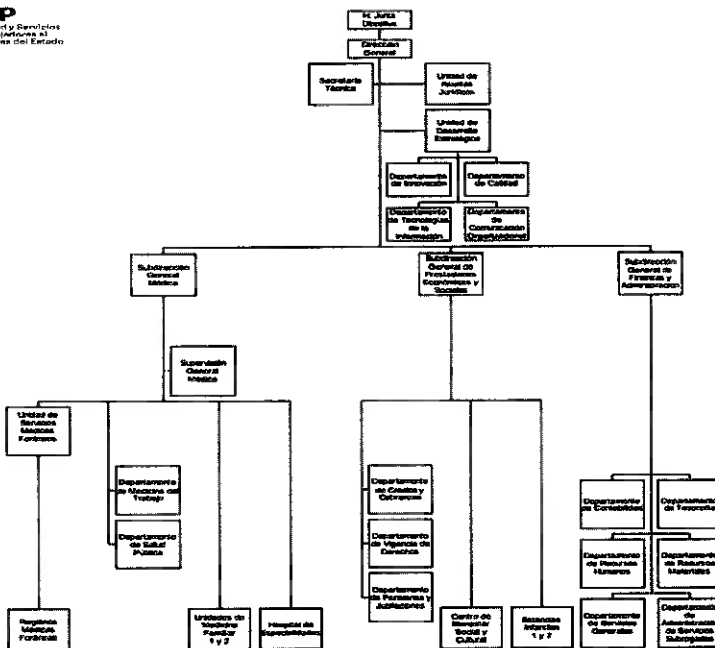 P
d y Servicios
ajadores al
as del Estado
H. Junta
Directiva
Dirección
General
Secretaría
Técnica
Unidad de
Asuntos
Jurídicos
Unidad de
Desarrollo
Estratégico
Departamento
de Innovación
Departamento
de Calidad
Departamento
de Tecnologías
de la
Información
Departamento
de
Comunicación
Organizacional
Subdirección
General
Médica
Subdirección
General de
Prestaciones
Económicas y
Sociales
Subdirección
General de
Finanzas y
Administración
Supervisión
General
Médica
Unidad de
Servicios
Médicos
Foráneos
Departamento
de Medicina del
Trabajo
Departamento
de Salud
Pública
Departamento
de Créditos y
Cobranzas
Departamento
de Vigencia de
Derechos
Departamento
de Pensiones y
Jubilaciones
Departamento
de Contabilidad
Departamento
de Tesorería
Departamento
de Recursos
Humanos
Departamento
de Recursos
Materiales
Regiones
Médicas
Foráneas
Unidades de
Medicina
Familiar
1 y 2
Hospital de
Especialidades
Centro de
Bienestar
Social y
Cultural
Estancias
Infantiles
1 y 2
Departamento
de Servicios
Generales
Departamento
de
Administración
de Servicios
Subrogados